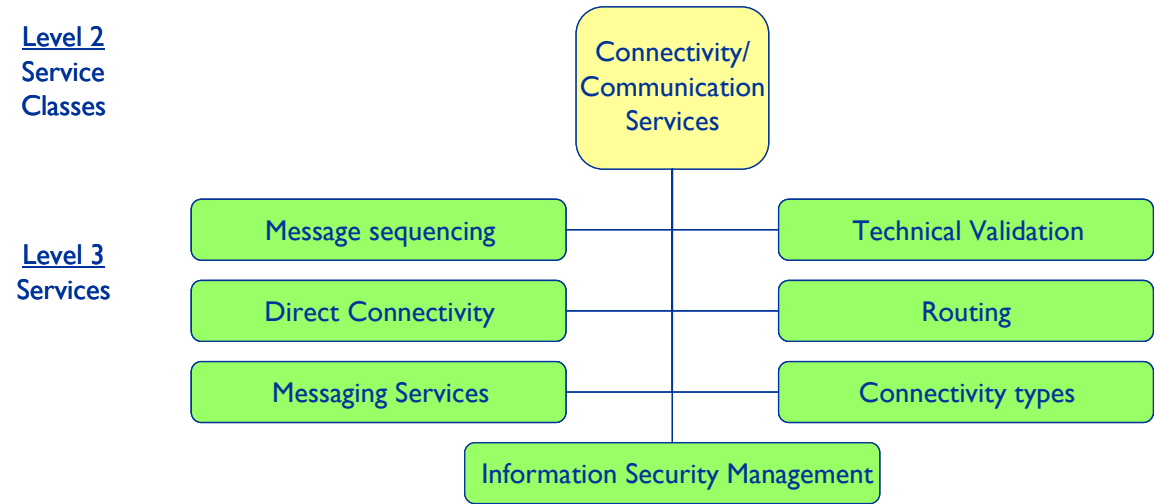 Level 2
Service
Classes
Connectivity/
Communication
Services
Level 3
Services
Message sequencing
Technical Validation
Direct Connectivity
Routing
Messaging Services
Connectivity types
Information Security Management